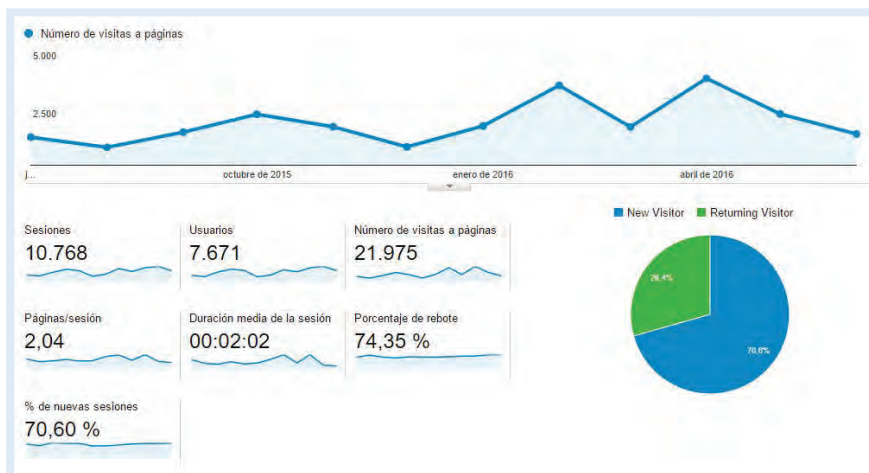 Número de visitas a páginas
5.000
2.500
j...
octubre de 2015
enero de 2016
abril de 2016
New Visitor
Returning Visitor
Sesiones
10.768
Usuarios
7.671
Número de visitas a páginas
21.975
Páginas/sesión
2,04
Duración media de la sesión
00:02:02
Porcentaje de rebote
74,35 %
% de nuevas sesiones
70,60 %
70,6%